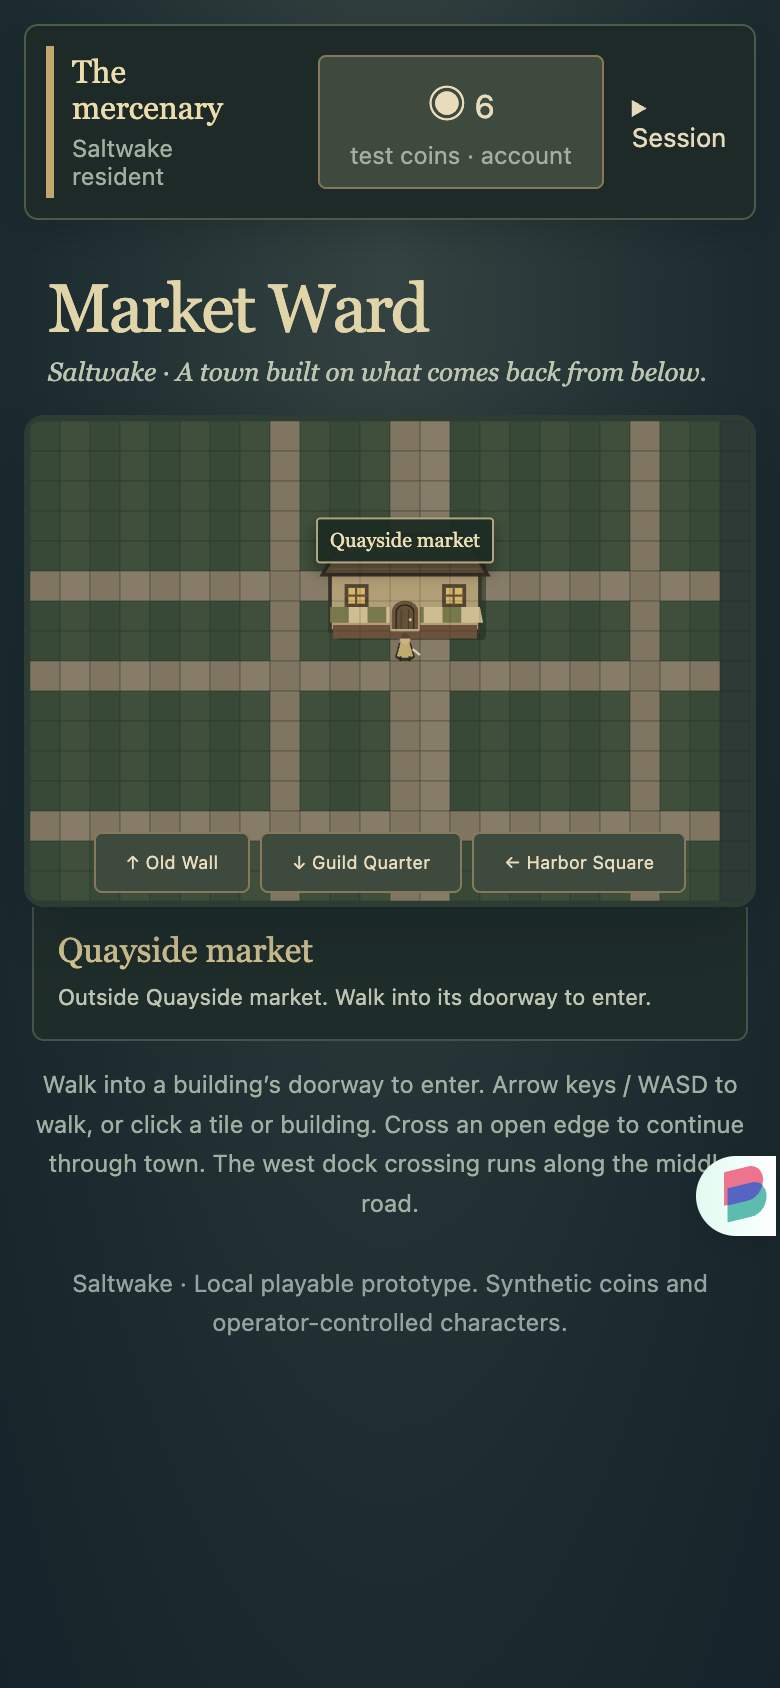 The
mercenary
Saltwake
resident
6
test coins · account
▶
Session
Market Ward
Saltwake · A town built on what comes back from below.
Quayside market
↑ Old Wall
↓ Guild Quarter
← Harbor Square
Quayside market
Outside Quayside market. Walk into its doorway to enter.
Walk into a building’s doorway to enter. Arrow keys / WASD to
walk, or click a tile or building. Cross an open edge to continue
through town. The west dock crossing runs along the middle
road.
Saltwake · Local playable prototype. Synthetic coins and
operator-controlled characters.